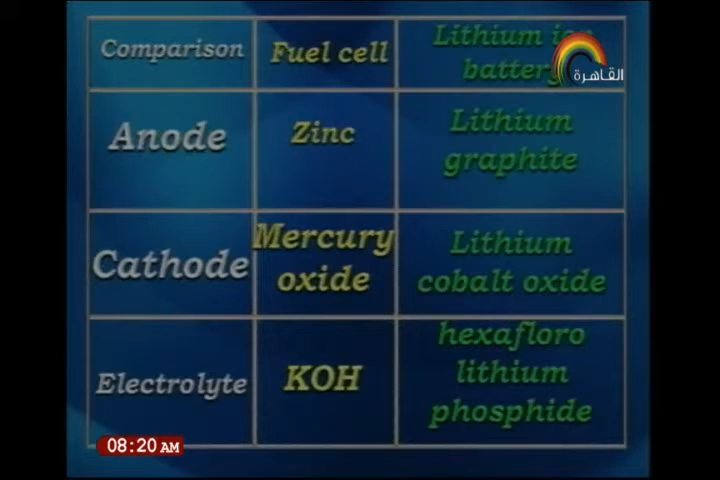 Comparison
Fuel cell
Lithium ion
battery
القاهرة
Anode
Zinc
Lithium
graphite
Cathode
Mercury
oxide
Lithium
cobalt oxide
Electrolyte
KOH
hexafloro
lithium
phosphide
08:20 AM